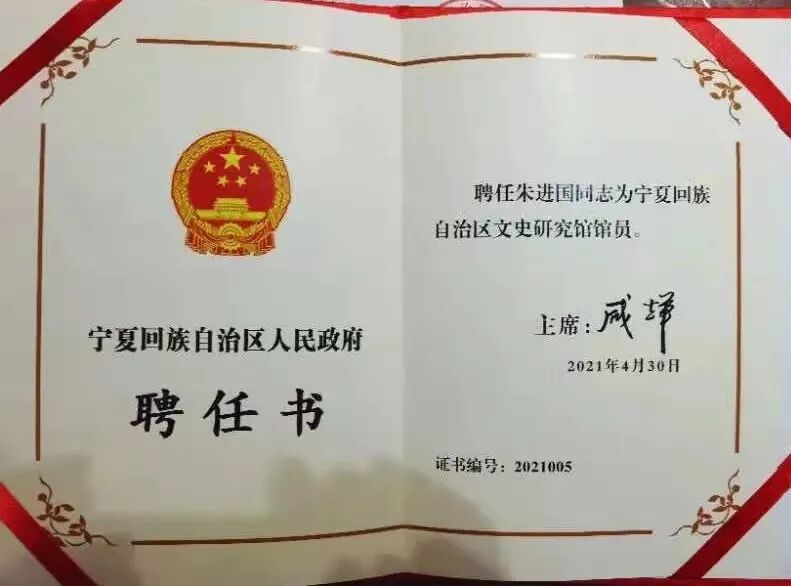 宁夏回族自治区人民政府
聘任书
聘任朱进国同志为宁夏回族
自治区文史研究馆馆员。
主席：咸辉
2021年4月30日
证书编号：2021005